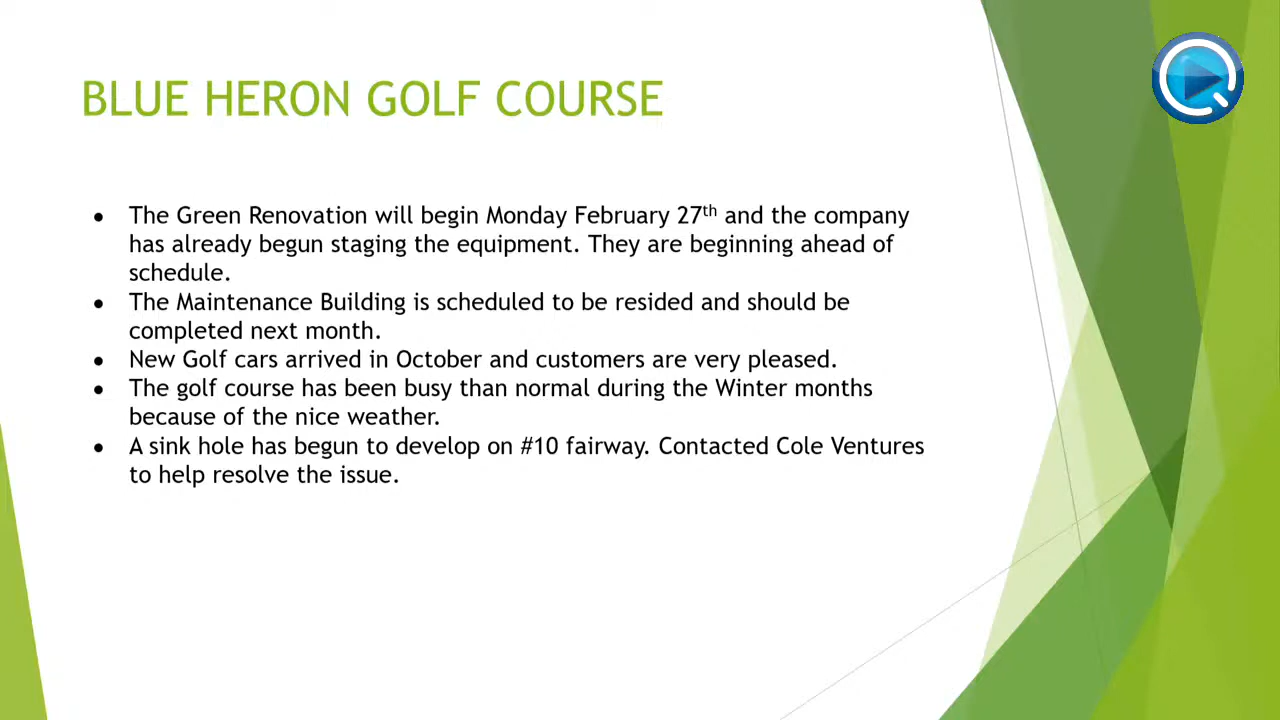 BLUE HERON GOLF COURSE
• The Green Renovation will begin Monday February 27th and the company
has already begun staging the equipment. They are beginning ahead of
schedule.
• The Maintenance Building is scheduled to be resided and should be
completed next month.
• New Golf cars arrived in October and customers are very pleased.
• The golf course has been busy than normal during the Winter months
because of the nice weather.
• A sink hole has begun to develop on #10 fairway. Contacted Cole Ventures
to help resolve the issue.